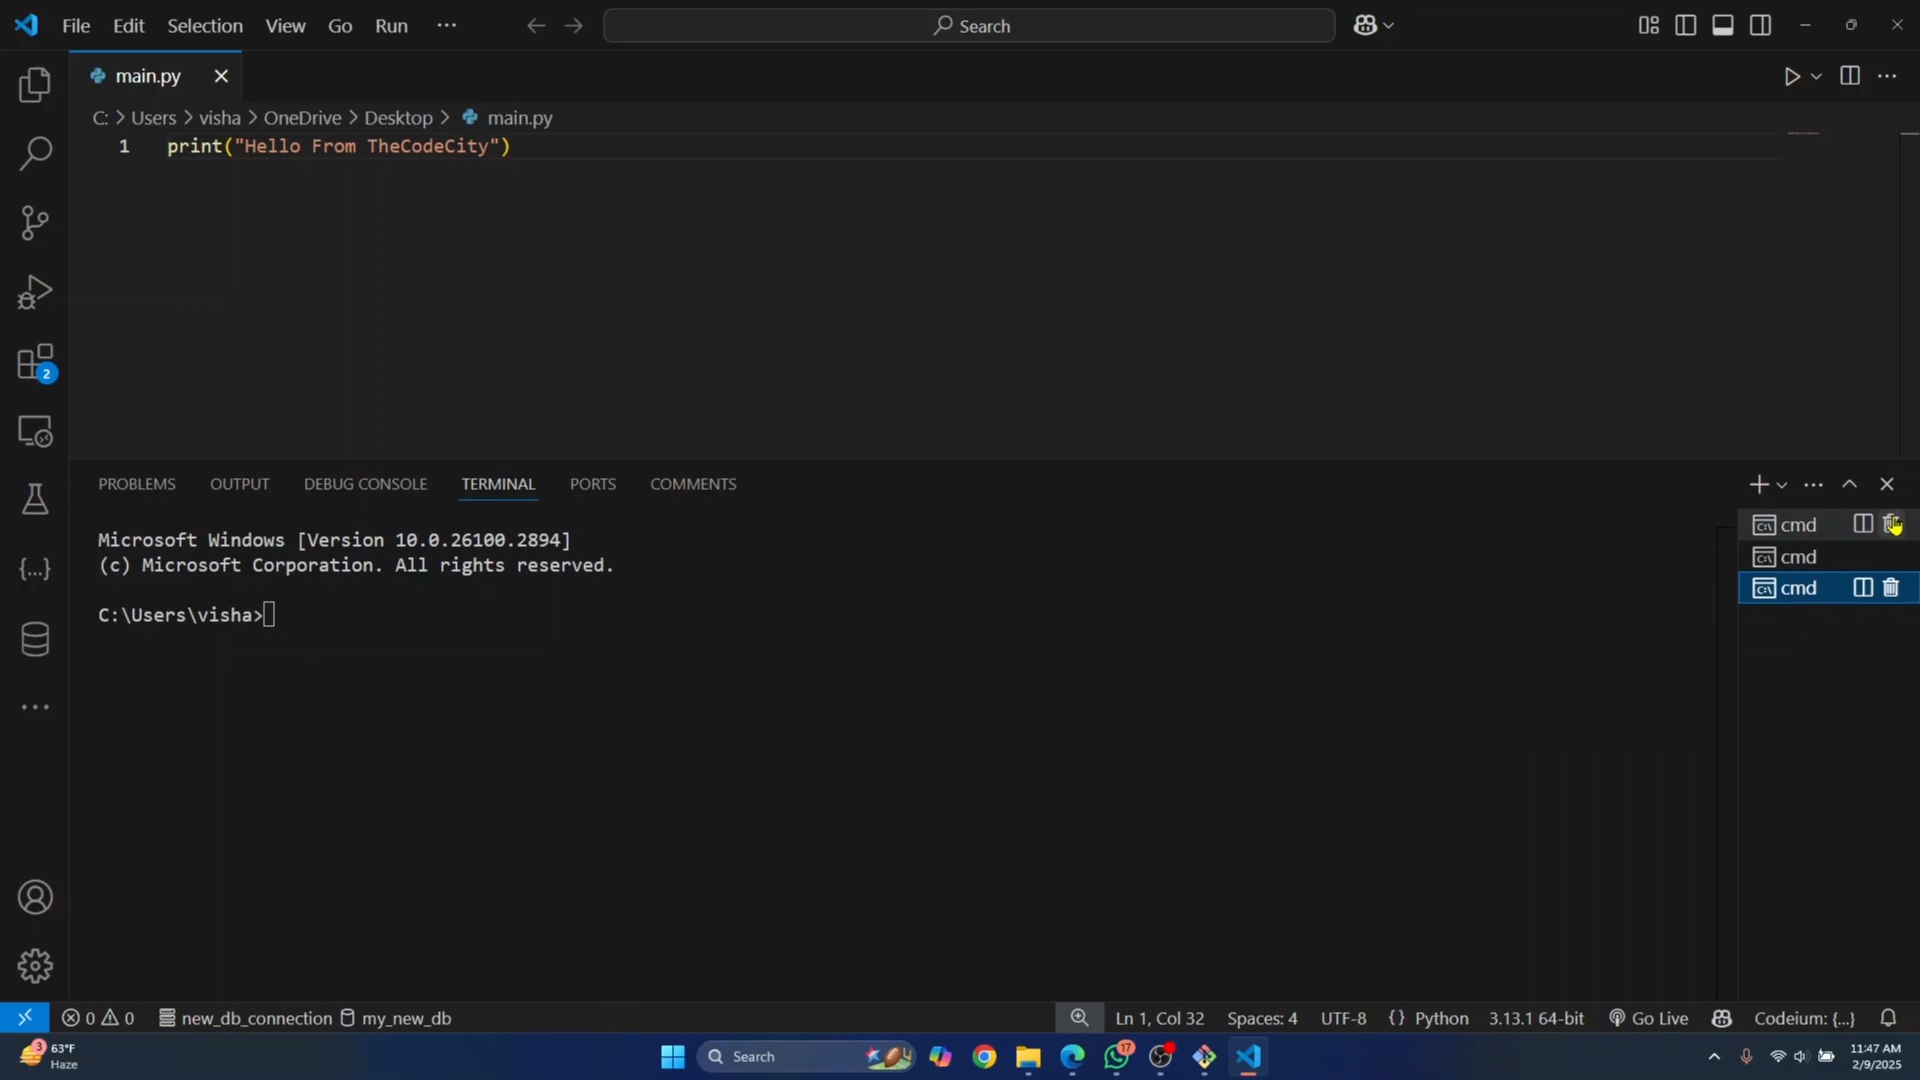 File Edit Selection View Go Run ··· Search
main.py
C: > Users > visha > OneDrive > Desktop > main.py
1 print("Hello From TheCodeCity")
PROBLEMS OUTPUT DEBUG CONSOLE TERMINAL PORTS COMMENTS
Microsoft Windows [Version 10.0.26100.2894]
(c) Microsoft Corporation. All rights reserved.
C:\Users\visha>
cmd
cmd
cmd
2
0 0 new_db_connection my_new_db Ln 1, Col 32 Spaces: 4 UTF-8 {} Python 3.13.1 64-bit Go Live Codeium: {...}
3 63°F
Haze
Search
17
11:47 AM
2/9/2025